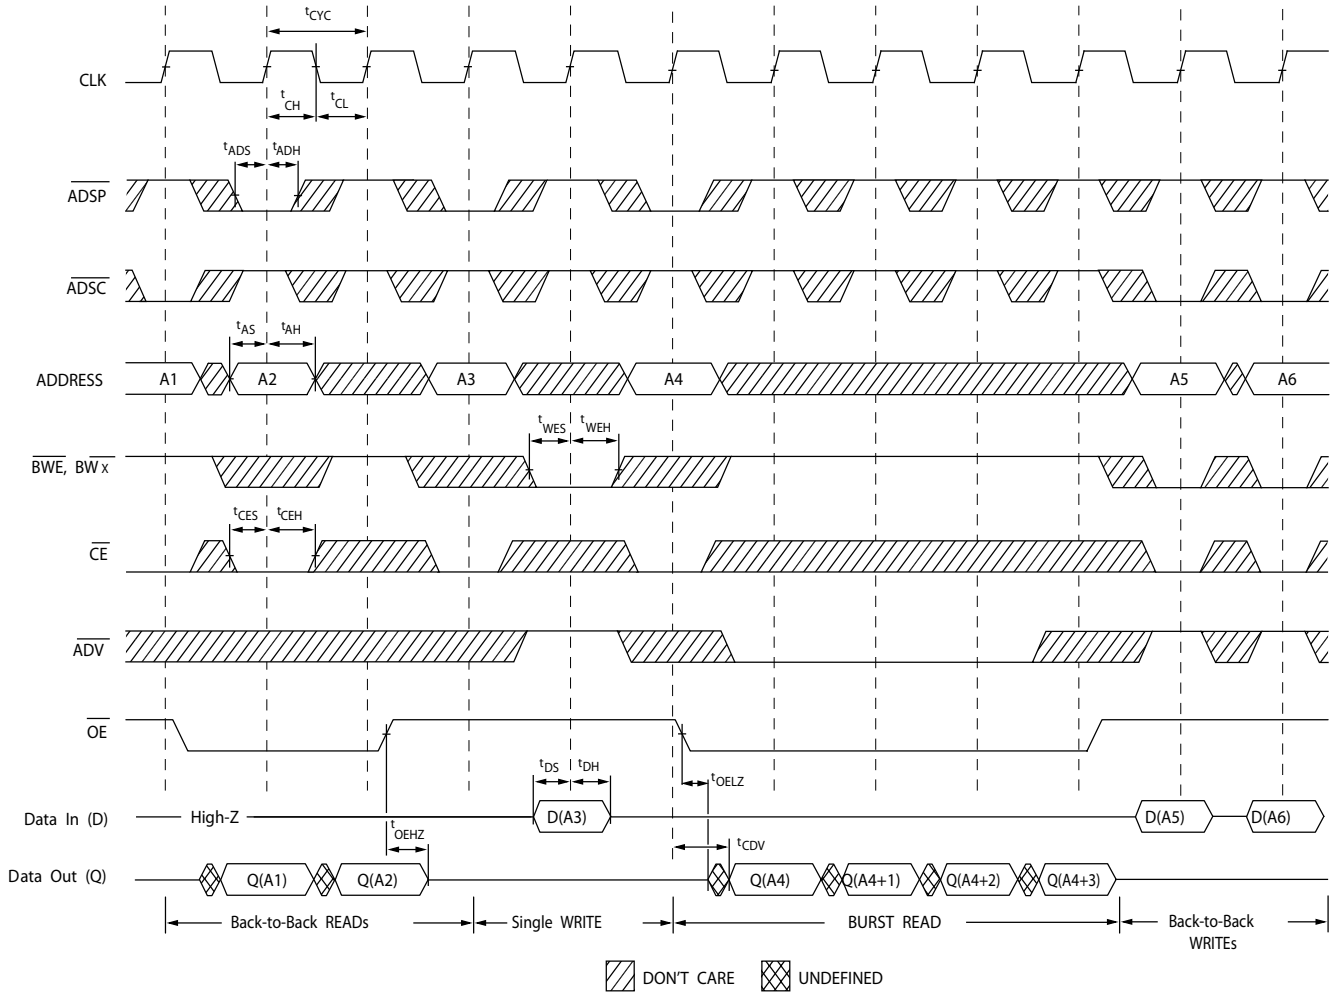 tCYC
CLK
tCH tCL
tADS tADH
ADSP
ADSC
tAS tAH
ADDRESS A1 A2 A3 A4 A5 A6
tWES tWEH
BWE, BWx
tCES tCEH
CE
ADV
OE
tDS tDH tOELZ
Data In (D) High-Z D(A3) D(A5) D(A6)
tOEHZ tCDV
Data Out (Q) Q(A1) Q(A2) Q(A4) Q(A4+1) Q(A4+2) Q(A4+3)
Back-to-Back READs Single WRITE BURST READ Back-to-Back
WRITEs
DON'T CARE UNDEFINED